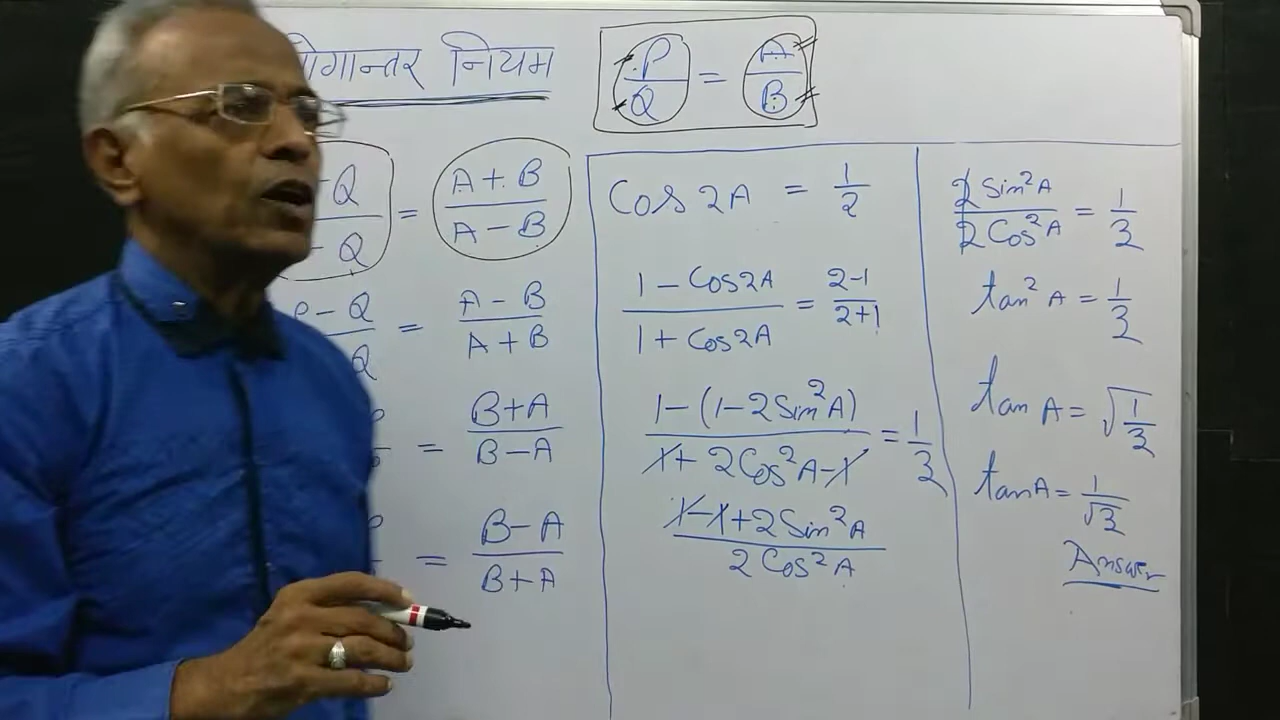 नियम
P/Q = A/B
= A+B/A-B
P-Q = A-B/A+B
= B+A/B-A
= B-A/B+A
Cos 2A = 1/2
1-Cos2A/1+Cos2A = 2-1/2+1
1-(1-2Sin²A)/1+2Cos²A-1 = 1/3
1-1+2Sin²A/2Cos²A
2Sin²A/2Cos²A = 1/3
tan²A = 1/3
tan A = √1/3
tanA = 1/√3
Answer